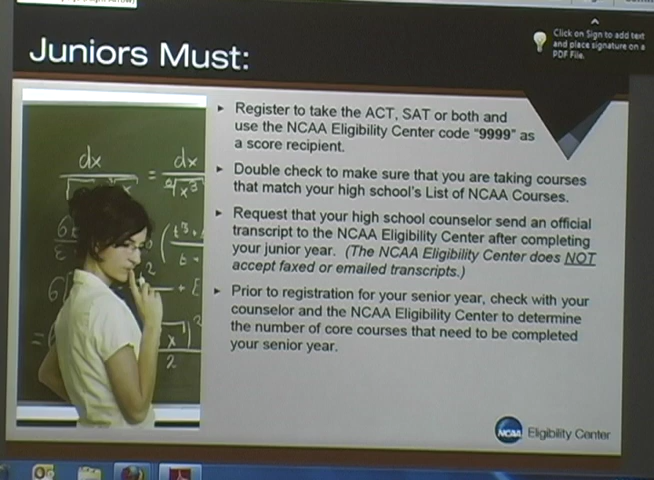 Click on Sign to add text
and place signature on a
PDF File.
Juniors Must:
► Register to take the ACT, SAT or both and
use the NCAA Eligibility Center code "9999" as
a score recipient.
► Double check to make sure that you are taking courses
that match your high school's List of NCAA Courses.
► Request that your high school counselor send an official
transcript to the NCAA Eligibility Center after completing
your junior year. (The NCAA Eligibility Center does NOT
accept faxed or emailed transcripts.)
► Prior to registration for your senior year, check with your
counselor and the NCAA Eligibility Center to determine
the number of core courses that need to be completed
your senior year.
dx = dx
NCAA Eligibility Center